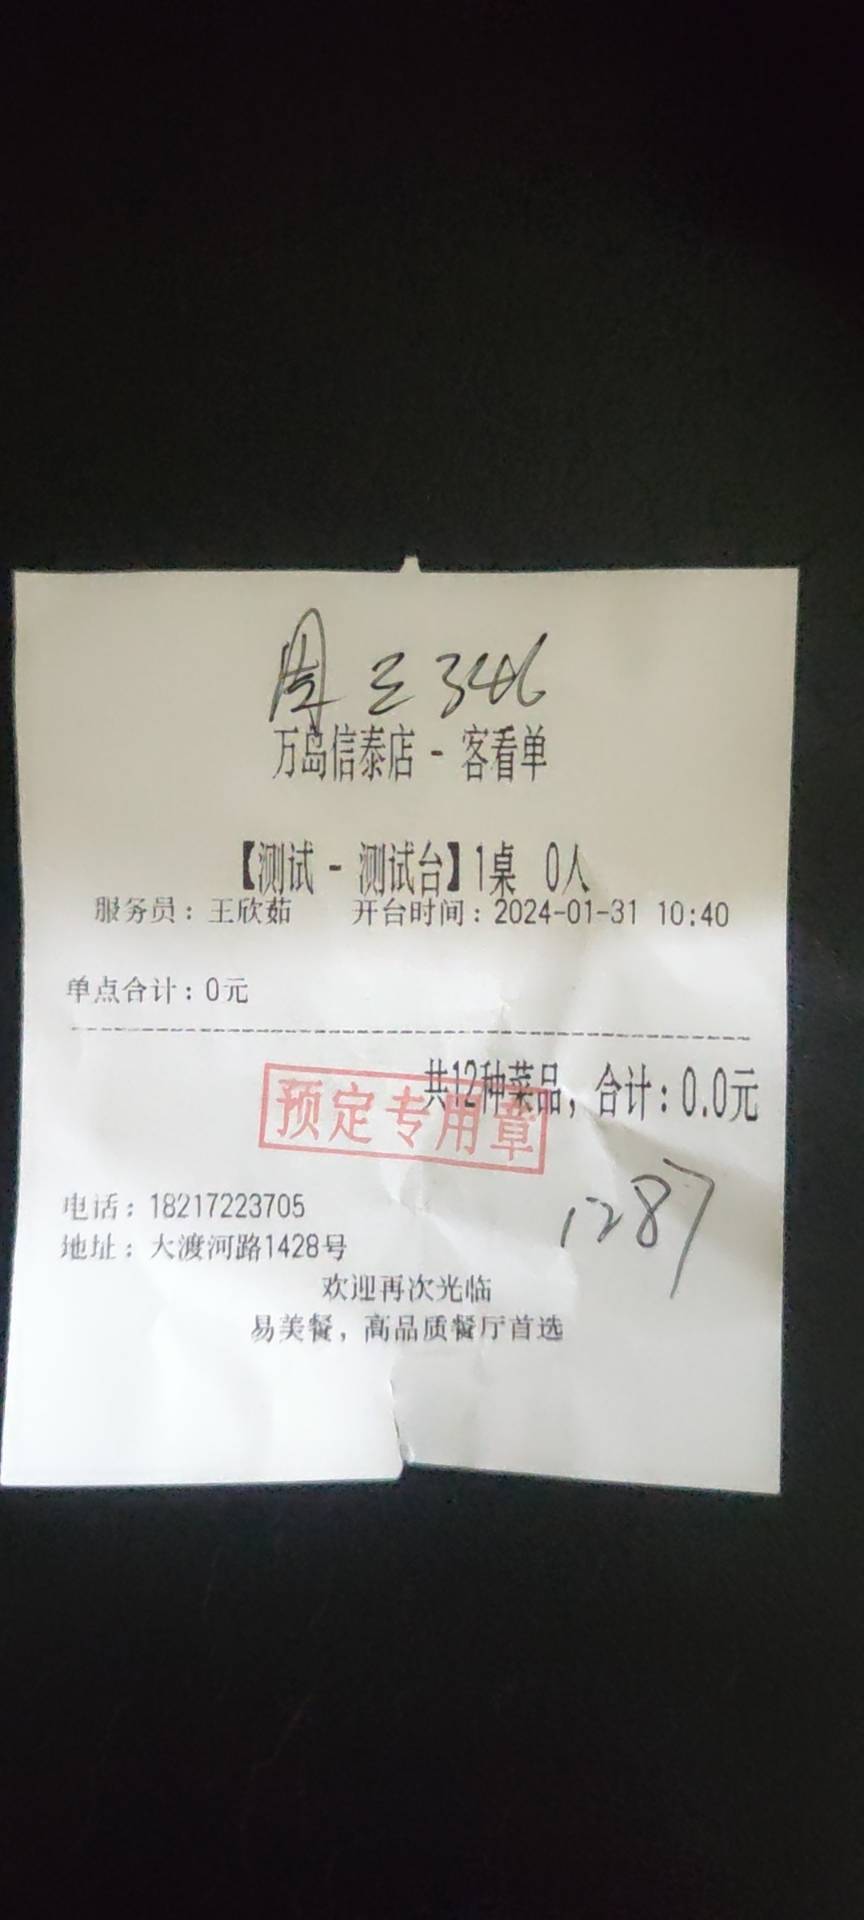 周三346
万岛信泰店 - 客看单
【测试 - 测试台】1桌 0人
服务员：王欣茹 开台时间：2024-01-31 10:40
单点合计：0元
共12种菜品，合计：0.0元
预定专用章
1287
电话：18217223705
地址：大渡河路1428号
欢迎再次光临
易美餐，高品质餐厅首选